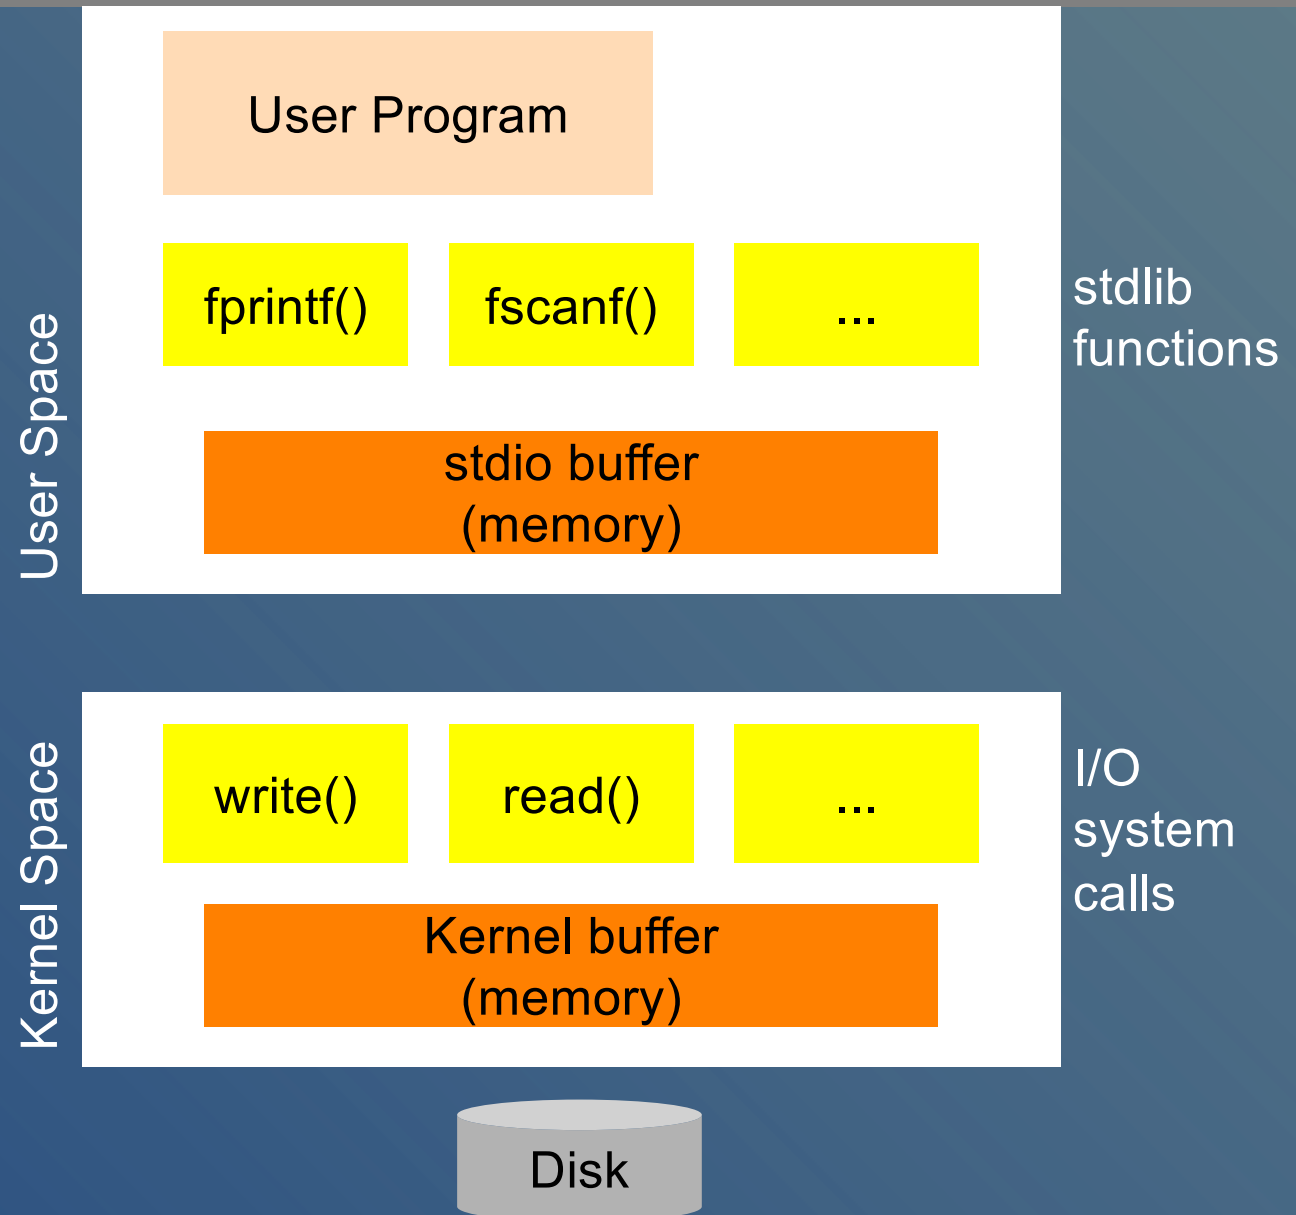 User Program
fprintf()
fscanf()
...
stdlib
functions
User Space
stdio buffer
(memory)
write()
read()
...
I/O
system
calls
Kernel Space
Kernel buffer
(memory)
Disk